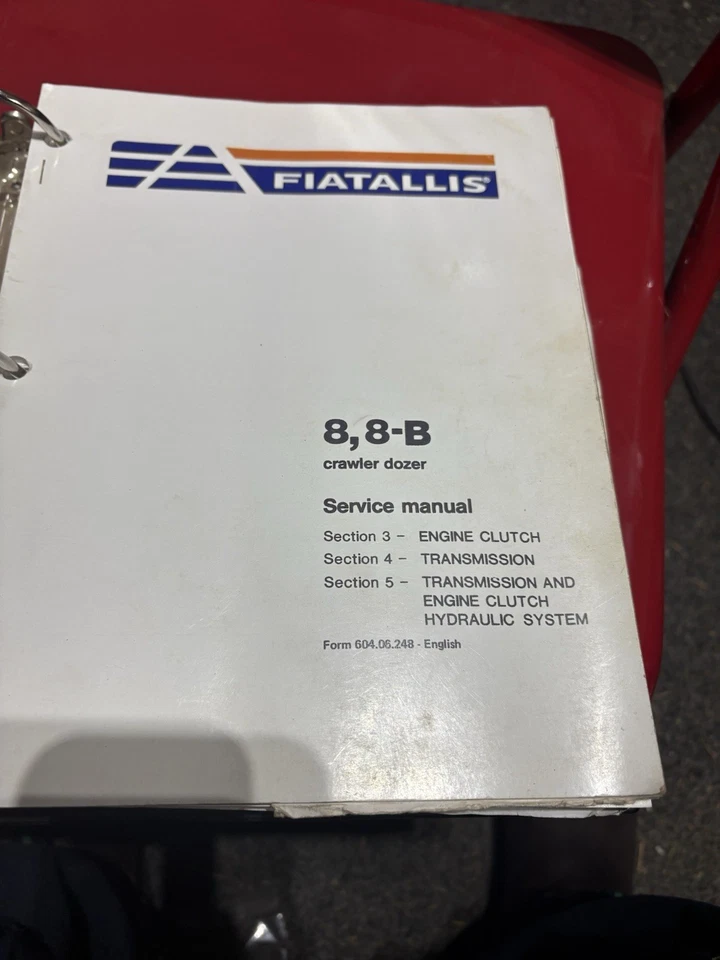 FIATALLIS®
8,8-B
crawler dozer
Service manual
Section 3 - ENGINE CLUTCH
Section 4 - TRANSMISSION
Section 5 - TRANSMISSION AND
ENGINE CLUTCH
HYDRAULIC SYSTEM
Form 604.06.248 - English